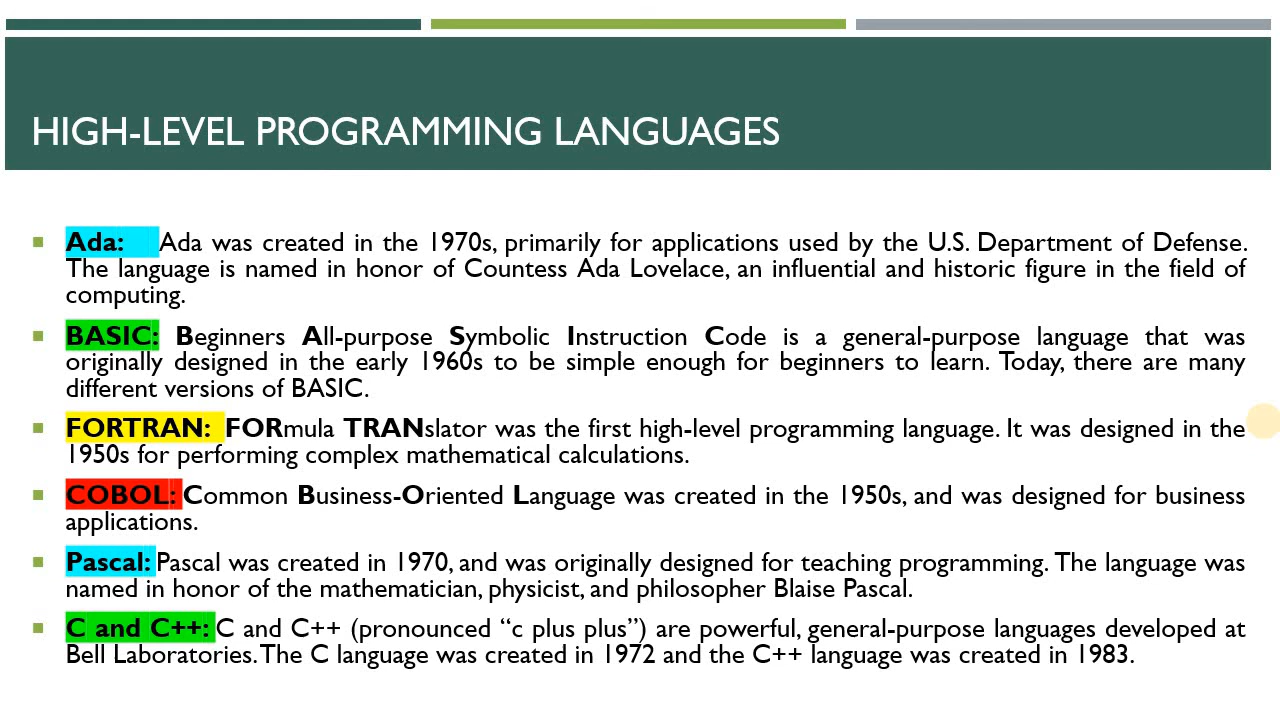 HIGH-LEVEL PROGRAMMING LANGUAGES
Ada: Ada was created in the 1970s, primarily for applications used by the U.S. Department of Defense.
The language is named in honor of Countess Ada Lovelace, an influential and historic figure in the field of
computing.
BASIC: Beginners All-purpose Symbolic Instruction Code is a general-purpose language that was
originally designed in the early 1960s to be simple enough for beginners to learn. Today, there are many
different versions of BASIC.
FORTRAN: FORmula TRANslator was the first high-level programming language. It was designed in the
1950s for performing complex mathematical calculations.
COBOL: Common Business-Oriented Language was created in the 1950s, and was designed for business
applications.
Pascal: Pascal was created in 1970, and was originally designed for teaching programming. The language was
named in honor of the mathematician, physicist, and philosopher Blaise Pascal.
C and C++: C and C++ (pronounced “c plus plus”) are powerful, general-purpose languages developed at
Bell Laboratories. The C language was created in 1972 and the C++ language was created in 1983.